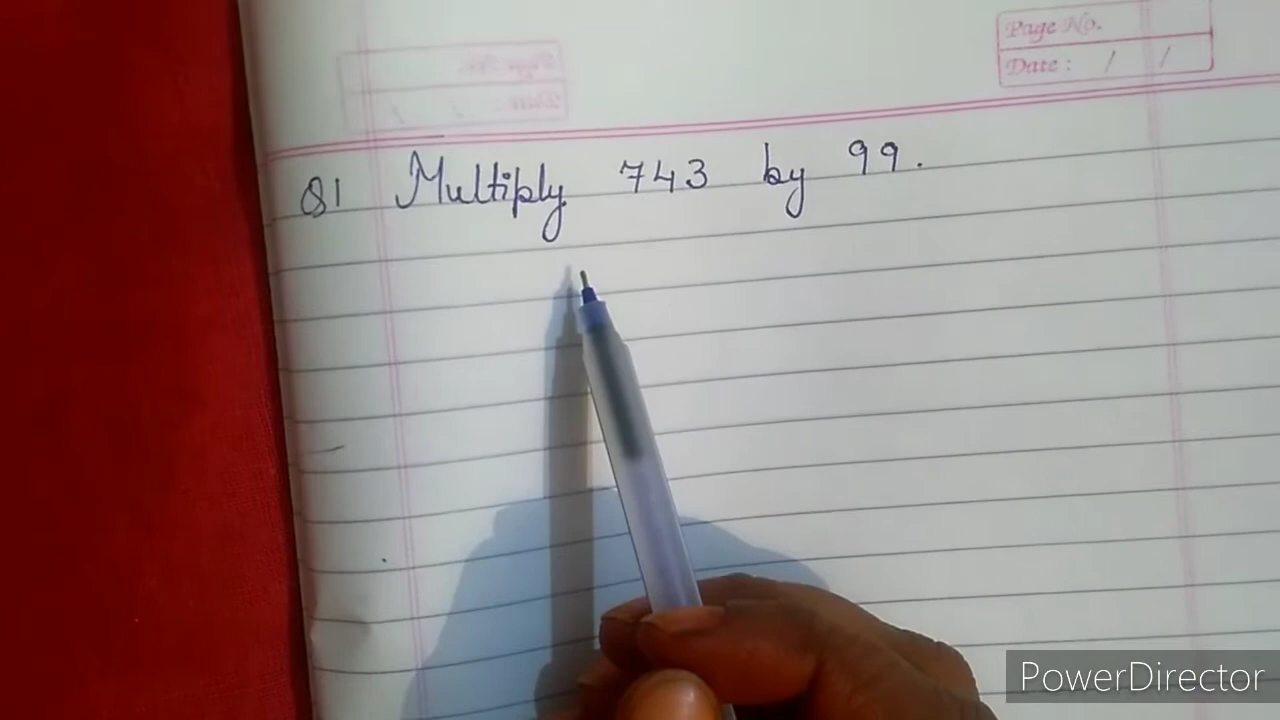 Page No.
Date : / /
Q1 Multiply 743 by 99.
PowerDirector